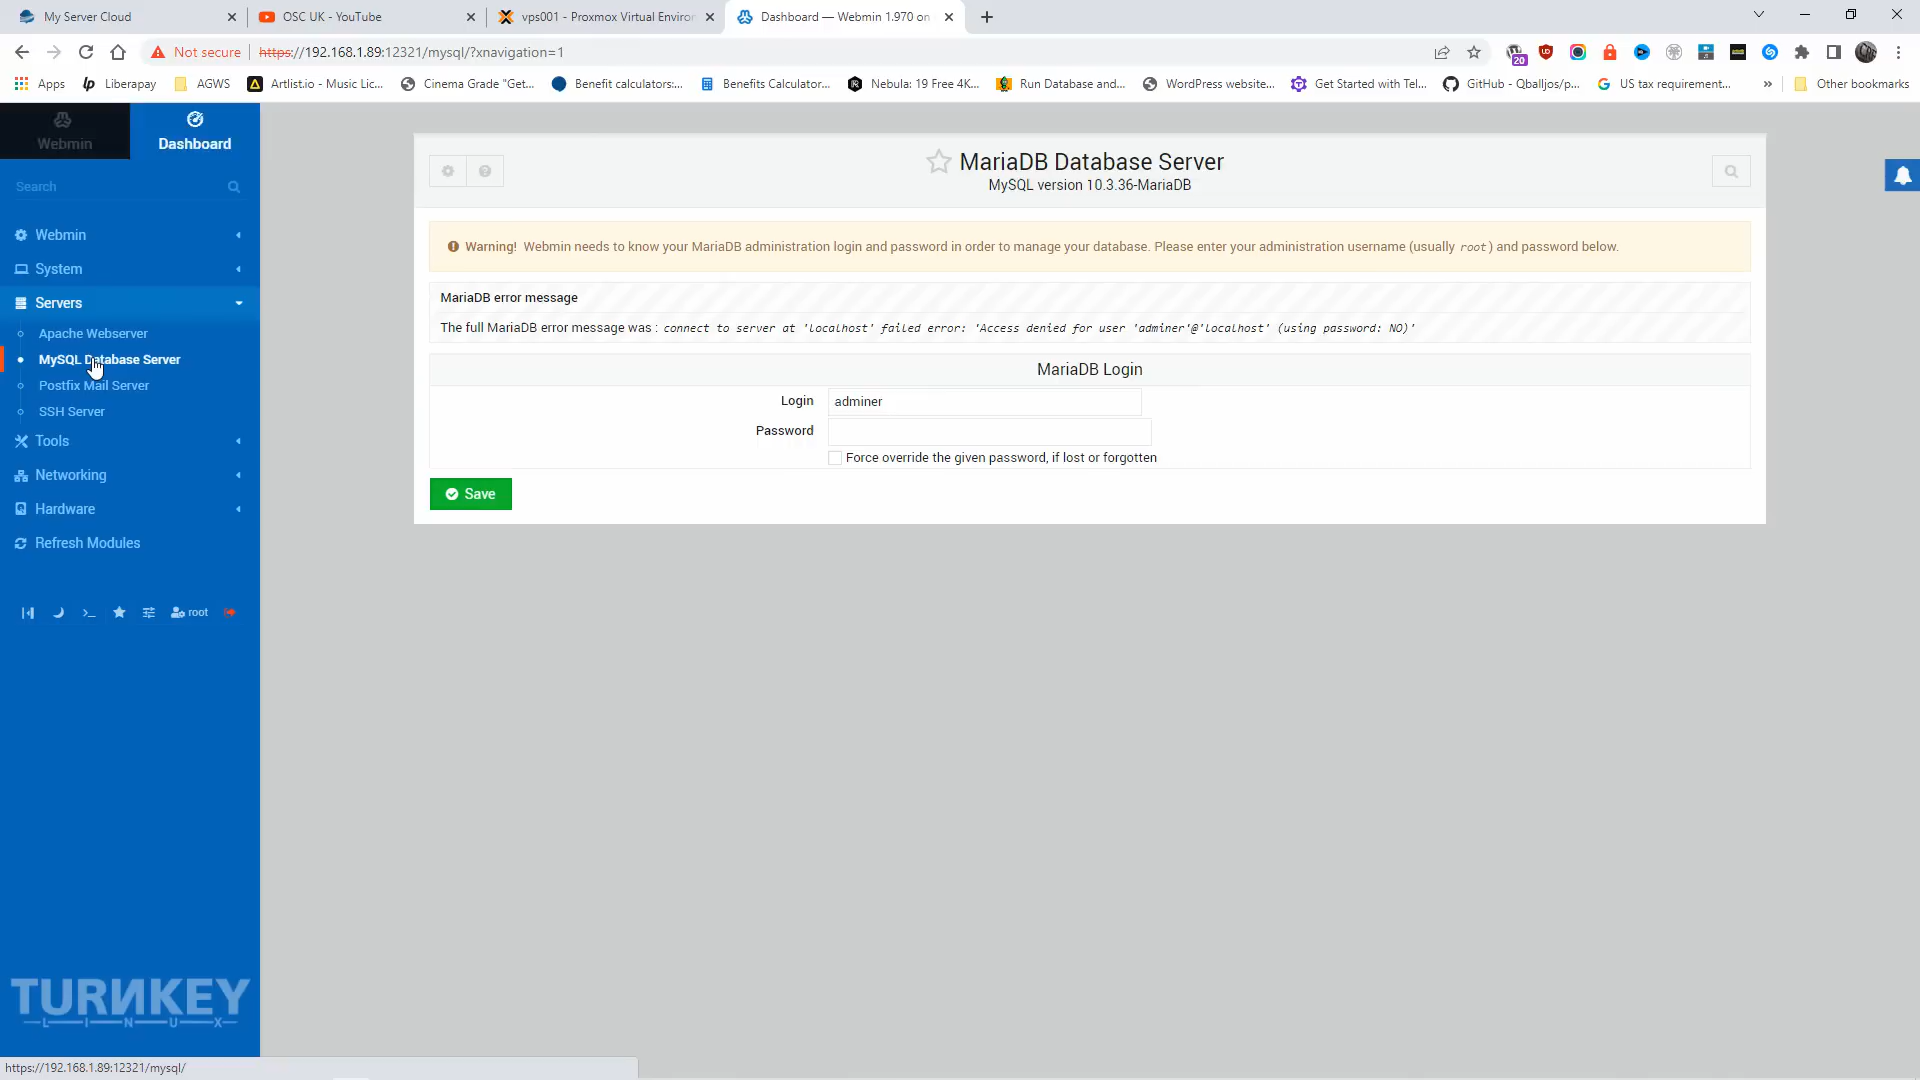 My Server Cloud
OSC UK - YouTube
vps001 - Proxmox Virtual Enviror
Dashboard — Webmin 1.970 on
Not secure
https://192.168.1.89:12321/mysql/?xnavigation=1
20
Apps
Liberapay
AGWS
Artlist.io - Music Lic...
Cinema Grade "Get...
Benefit calculators:...
Benefits Calculator...
Nebula: 19 Free 4K...
Run Database and...
WordPress website...
Get Started with Tel...
GitHub - Qballjos/p...
US tax requirement...
»
Other bookmarks
Webmin
Dashboard
Search
Webmin
System
Servers
Apache Webserver
MySQL Database Server
Postfix Mail Server
SSH Server
Tools
Networking
Hardware
Refresh Modules
root
TURNKEY
LINUX
MariaDB Database Server
MySQL version 10.3.36-MariaDB
Warning! Webmin needs to know your MariaDB administration login and password in order to manage your database. Please enter your administration username (usually root) and password below.
MariaDB error message
The full MariaDB error message was : connect to server at 'localhost' failed error: 'Access denied for user 'adminer'@'localhost' (using password: NO)'
MariaDB Login
Login
adminer
Password
Force override the given password, if lost or forgotten
Save
https://192.168.1.89:12321/mysql/